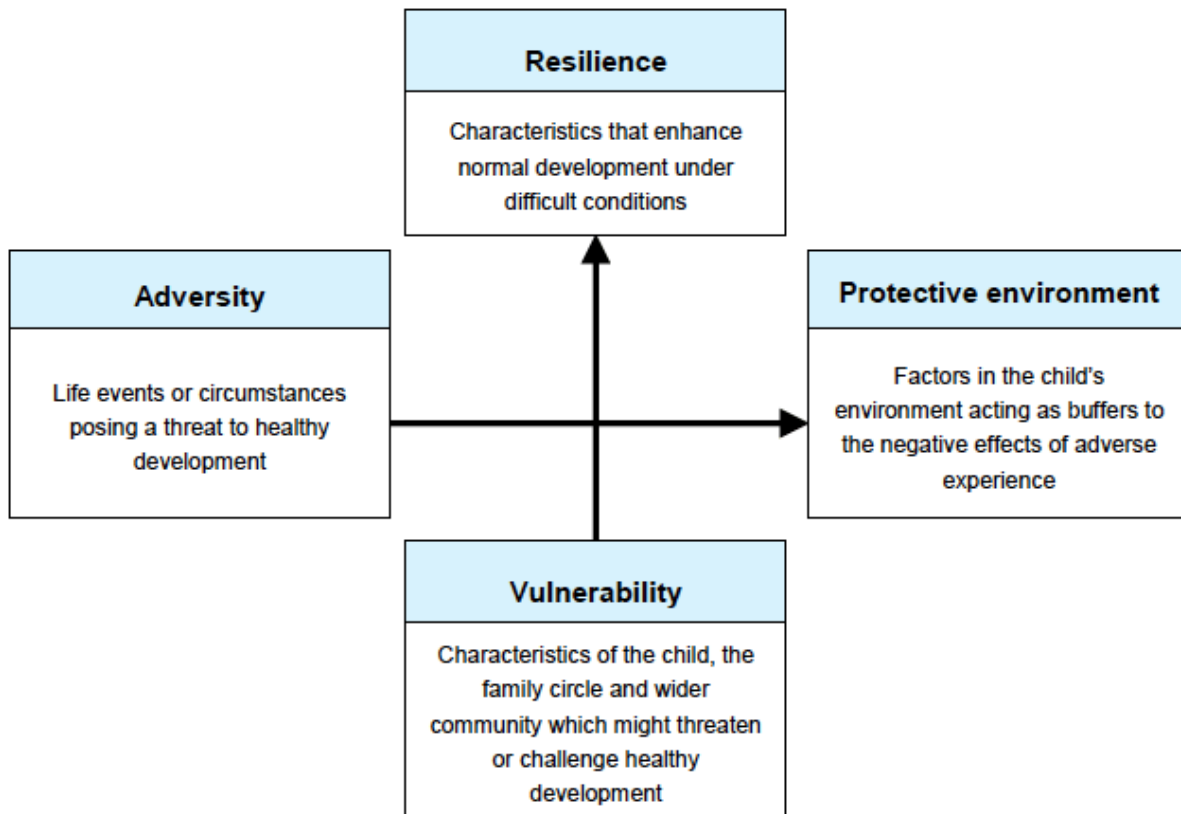 Resilience
Characteristics that enhance
normal development under
difficult conditions
Adversity
Life events or circumstances
posing a threat to healthy
development
Protective environment
Factors in the child's
environment acting as buffers to
the negative effects of adverse
experience
Vulnerability
Characteristics of the child, the
family circle and wider
community which might threaten
or challenge healthy
development